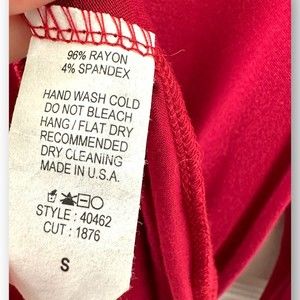 96% RAYON
4% SPANDEX
HAND WASH COLD
DO NOT BLEACH
HANG / FLAT DRY
RECOMMENDED
DRY CLEANING
MADE IN U.S.A.
STYLE : 40462
CUT : 1876
S